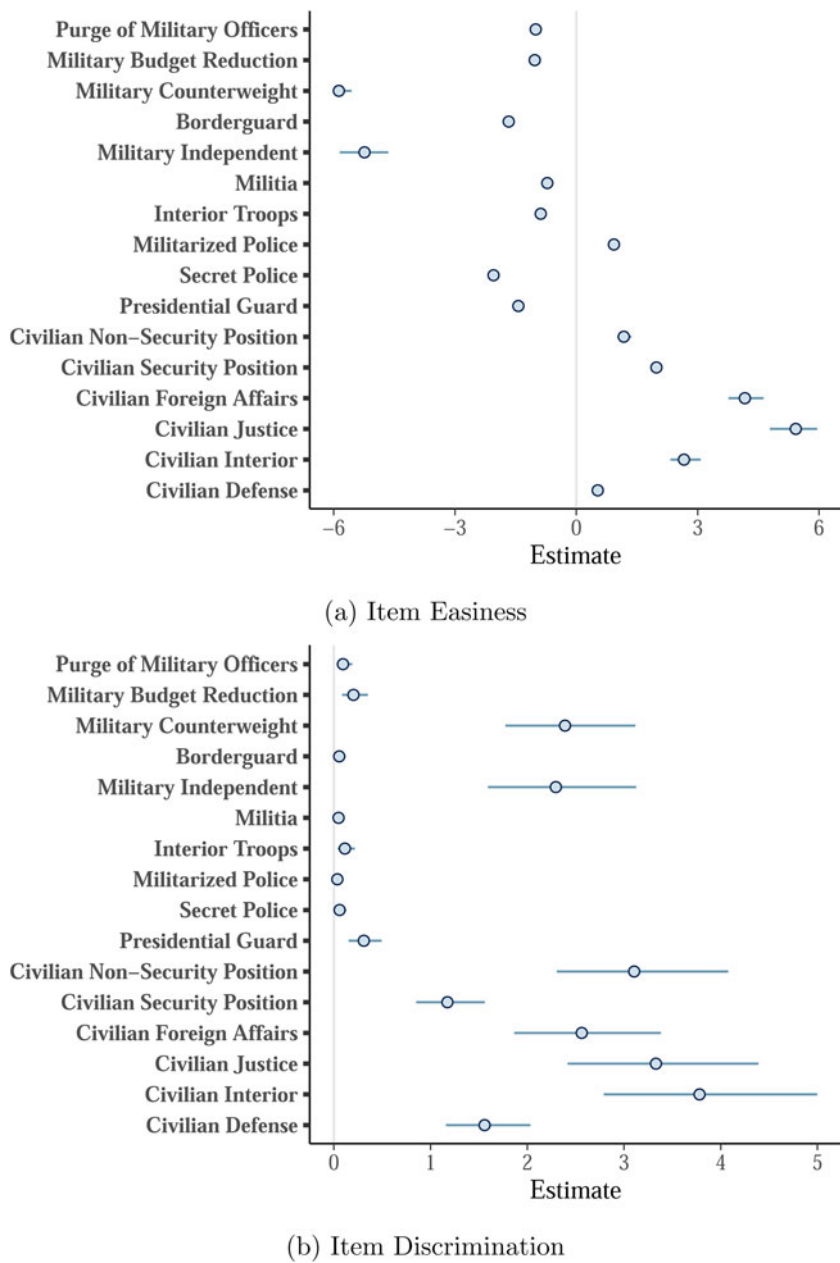 Purge of Military Officers
Military Budget Reduction
Military Counterweight
Borderguard
Military Independent
Militia
Interior Troops
Militarized Police
Secret Police
Presidential Guard
Civilian Non−Security Position
Civilian Security Position
Civilian Foreign Affairs
Civilian Justice
Civilian Interior
Civilian Defense
−6 −3 0 3 6
Estimate
(a) Item Easiness
Purge of Military Officers
Military Budget Reduction
Military Counterweight
Borderguard
Military Independent
Militia
Interior Troops
Militarized Police
Secret Police
Presidential Guard
Civilian Non−Security Position
Civilian Security Position
Civilian Foreign Affairs
Civilian Justice
Civilian Interior
Civilian Defense
0 1 2 3 4 5
Estimate
(b) Item Discrimination